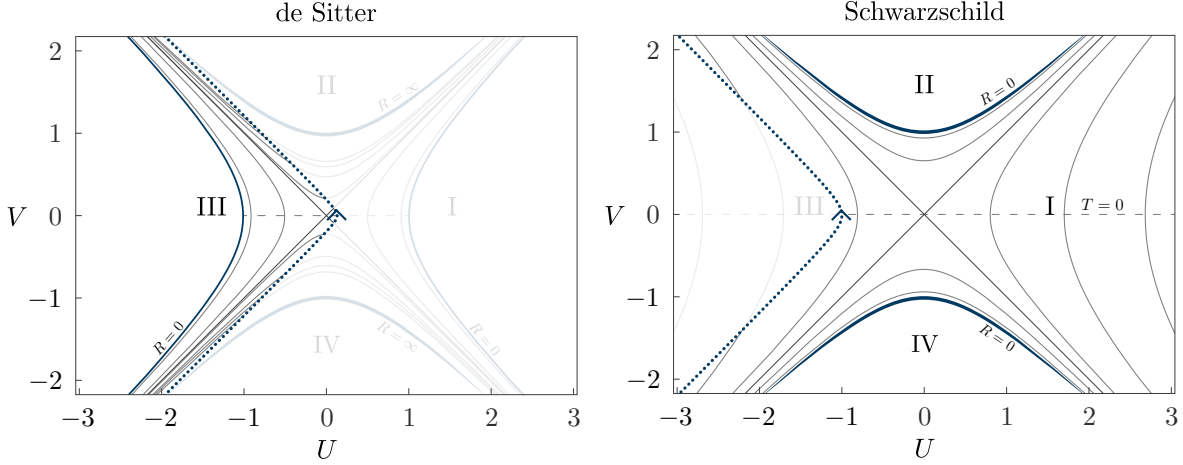 de Sitter
2
1
0
−1
−2
V
II
R = ∞
III
I
R = 0
IV
R = ∞
R = 0
−3
−2
−1
0
1
2
3
U
Schwarzschild
2
1
0
−1
−2
V
II
R = 0
III
I
T = 0
IV
R = 0
−3
−2
−1
0
1
2
3
U